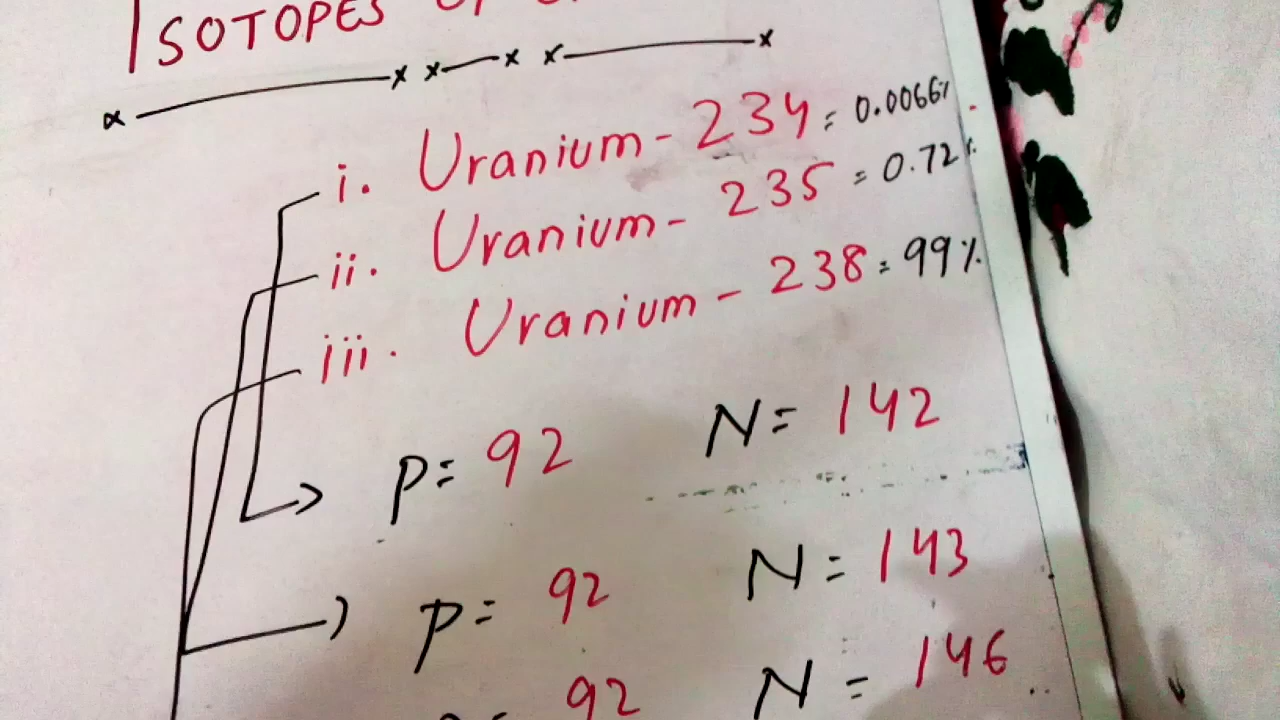 ISOTOPES
i. Uranium - 234 = 0.0066%.
ii. Uranium - 235 = 0.72%.
iii. Uranium - 238 = 99%.
P = 92 N = 142
P = 92 N = 143
92 N = 146